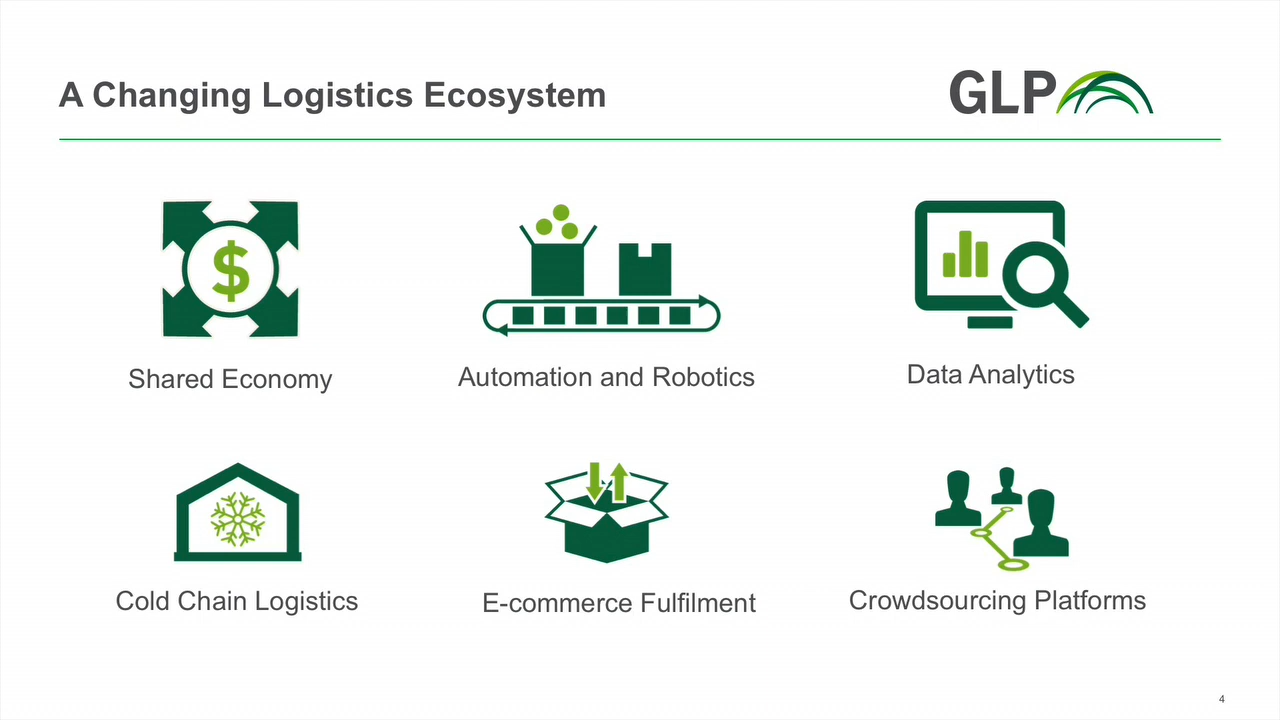 A Changing Logistics Ecosystem
GLP
$
Shared Economy
Automation and Robotics
Data Analytics
Cold Chain Logistics
E-commerce Fulfilment
Crowdsourcing Platforms
4